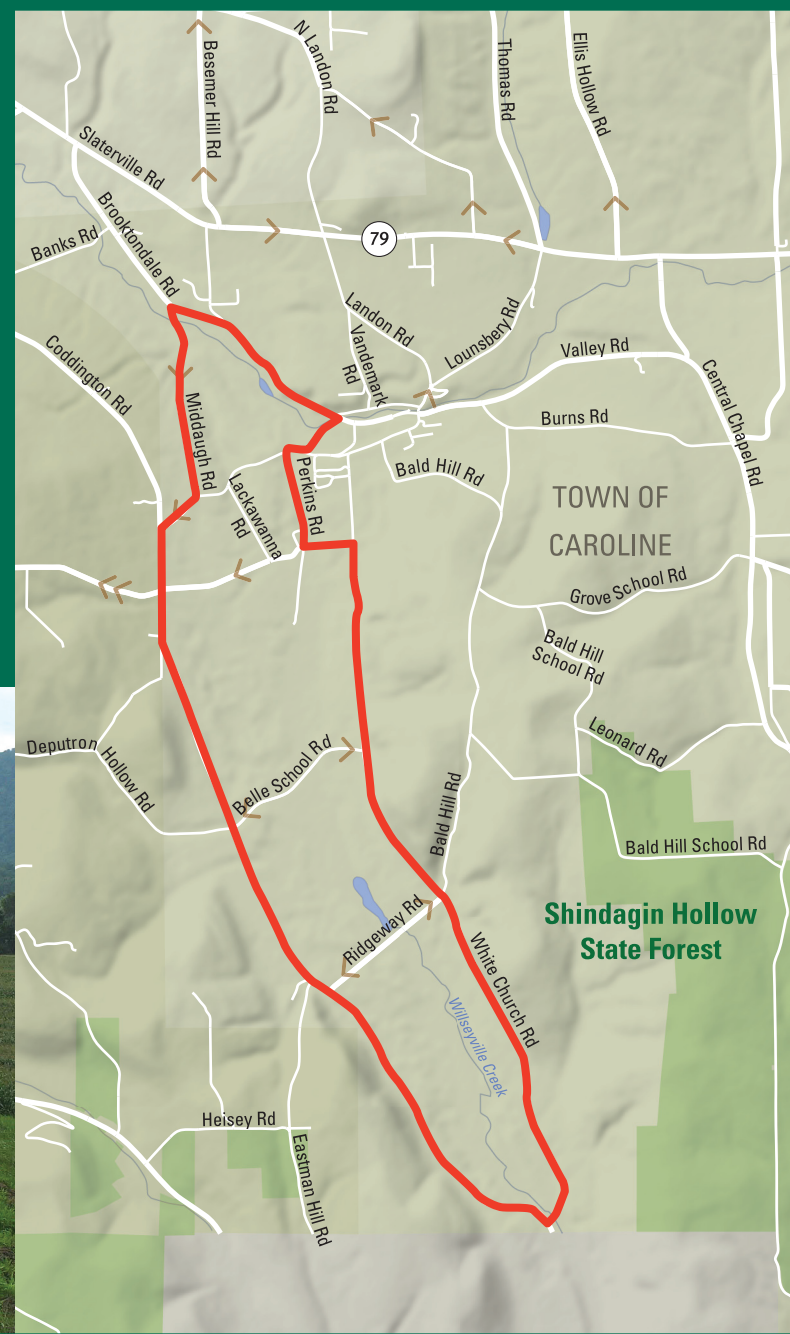 N Landon Rd
Besemer Hill Rd
Thomas Rd
Ellis Hollow Rd
Slaterville Rd
Brooktondale Rd
Banks Rd
79
Landon Rd
Lounsbery Rd
Vandemark
Rd
Valley Rd
Coddington Rd
Middaugh Rd
Central Chapel Rd
Burns Rd
Perkins Rd
Bald Hill Rd
Lackawanna
Rd
TOWN OF
CAROLINE
Grove School Rd
Bald Hill
School Rd
Leonard Rd
Deputron
Hollow Rd
Belle School Rd
Bald Hill Rd
Bald Hill School Rd
Ridgeway Rd
Shindagin Hollow
State Forest
White Church Rd
Willseyville Creek
Heisey Rd
Eastman Hill Rd